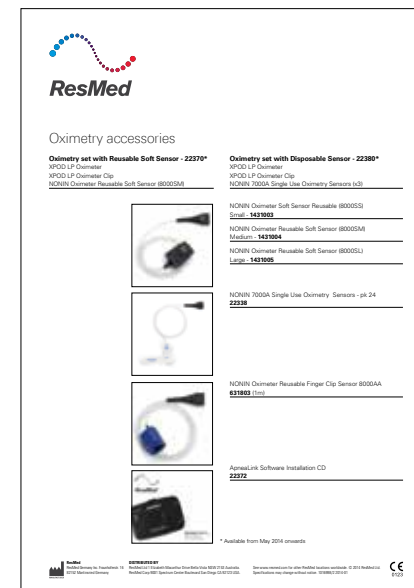 ResMed
Oximetry accessories
Oximetry set with Reusable Soft Sensor - 22370*
XPOD LP Oximeter
XPOD LP Oximeter Clip
NONIN Oximeter Reusable Soft Sensor (8000SM)
Oximetry set with Disposable Sensor - 22380*
XPOD LP Oximeter
XPOD LP Oximeter Clip
NONIN 7000A Single Use Oximetry Sensors (x3)
NONIN Oximeter Soft Sensor Reusable (8000SS)
Small - 1431003
NONIN Oximeter Reusable Soft Sensor (8000SM)
Medium - 1431004
NONIN Oximeter Reusable Soft Sensor (8000SL)
Large - 1431005
NONIN 7000A Single Use Oximetry Sensors - pk 24
22338
NONIN Oximeter Reusable Finger Clip Sensor 8000AA
631803 (1m)
ResMed
ApneaLink Software Installation CD
22372
* Available from May 2014 onwards
ResMed
DISTRIBUTED BY
CE
0123